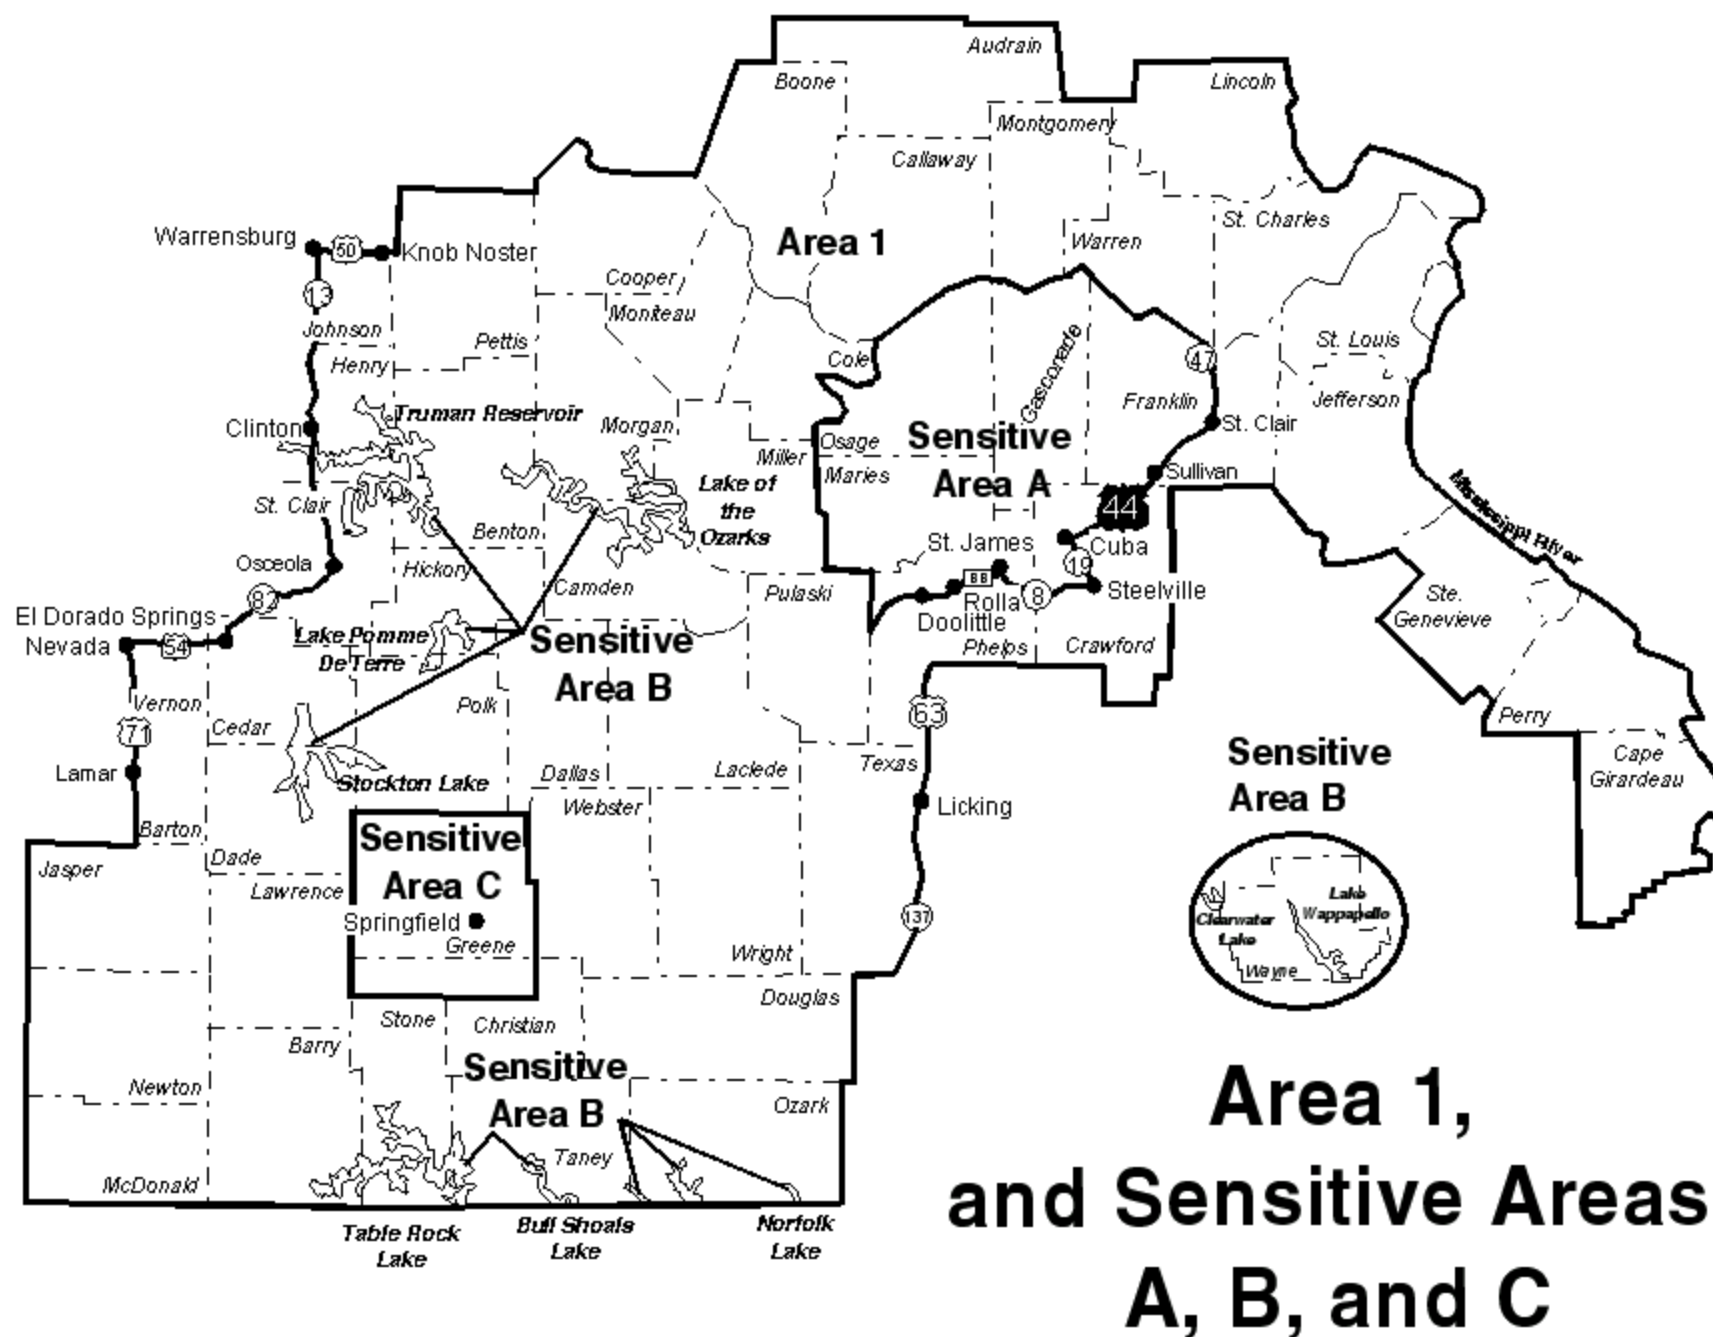 Audrain
Boone
Lincoln
Montgomery
Callaway
St. Charles
Warrensburg
50
Knob Noster
Area 1
Warren
13
Cooper
Moniteau
Johnson
Henry
Pettis
Cole
Gasconade
47
St. Louis
Jefferson
Franklin
Truman Reservoir
Clinton
Morgan
Osage
Miller
Maries
Sensitive
Area A
St. Clair
Sullivan
Lake of
the
Ozarks
44
St. Clair
Benton
Mississippi River
Osceola
Hickory
Camden
Pulaski
St. James
Cuba
19
82
BB
Rolla
8
Steelville
Ste.
Genevieve
El Dorado Springs
Nevada
54
Lake Pomme
De Terre
Sensitive
Area B
Doolittle
Phelps
Crawford
Vernon
Cedar
Polk
63
Perry
71
Lamar
Stockton Lake
Dallas
Laclede
Texas
Sensitive
Area B
Cape
Girardeau
Webster
Licking
Barton
Jasper
Dade
Lawrence
Sensitive
Area C
Springfield
Greene
137
Wright
Clearwater
Lake
Lake
Wappapello
Wayne
Stone
Christian
Douglas
Barry
Sensitive
Area B
Newton
Ozark
Taney
McDonald
Table Rock
Lake
Bull Shoals
Lake
Norfolk
Lake
Area 1,
and Sensitive Areas
A, B, and C